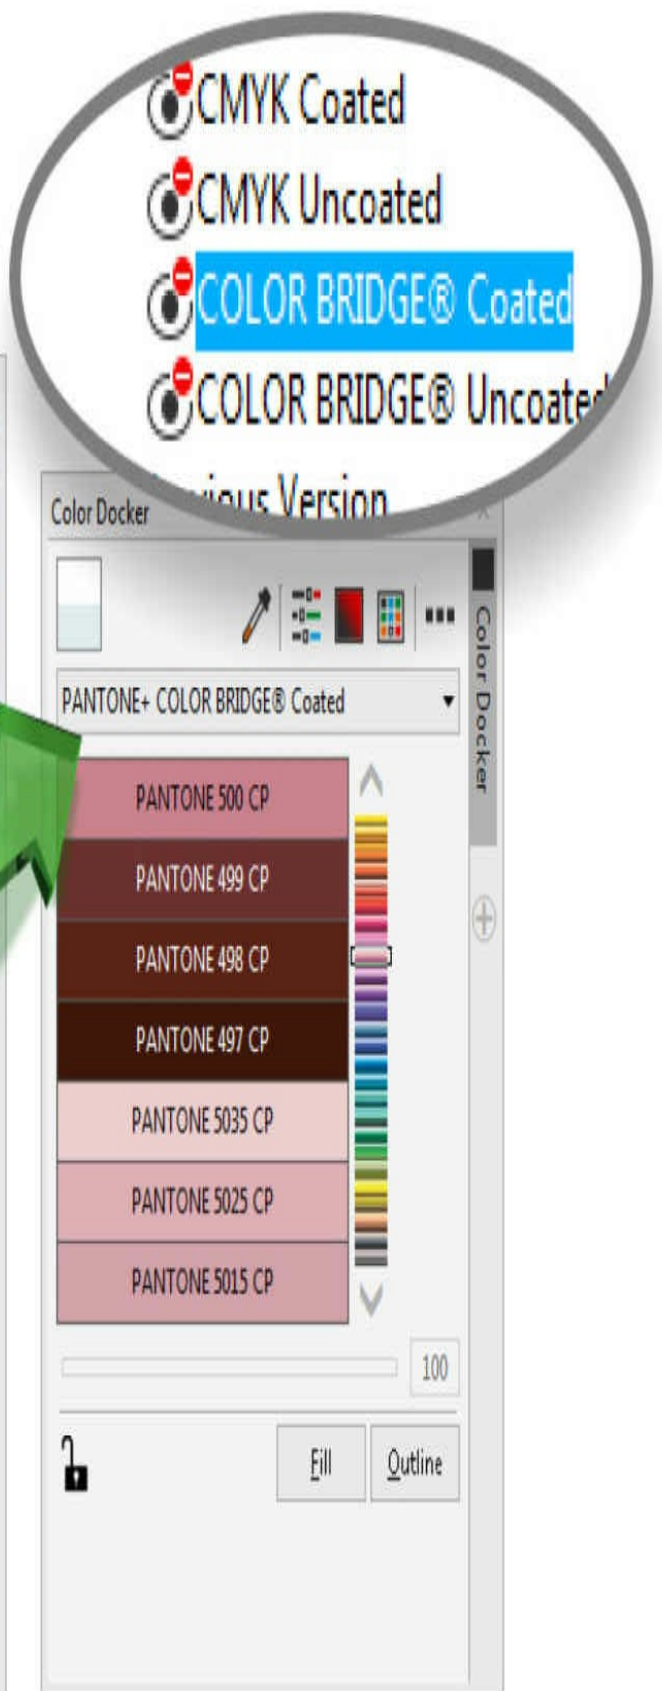 CMYK Coated
CMYK Uncoated
COLOR BRIDGE® Coated
COLOR BRIDGE® Uncoated
Previous Version
Color Docker
Color Docker
PANTONE+ COLOR BRIDGE® Coated
PANTONE 500 CP
PANTONE 499 CP
PANTONE 498 CP
PANTONE 497 CP
PANTONE 5035 CP
PANTONE 5025 CP
PANTONE 5015 CP
100
Fill
Outline